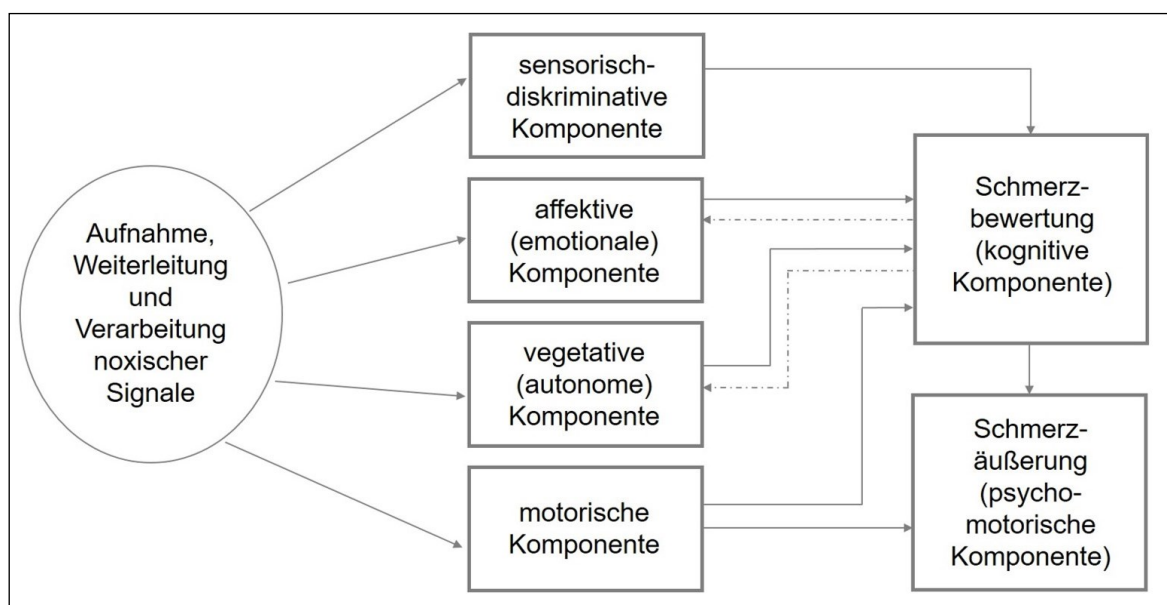 Aufnahme,
Weiterleitung
und
Verarbeitung
noxischer
Signale
sensorisch-
diskriminative
Komponente
affektive
(emotionale)
Komponente
vegetative
(autonome)
Komponente
motorische
Komponente
Schmerz-
bewertung
(kognitive
Komponente)
Schmerz-
äußerung
(psycho-
motorische
Komponente)